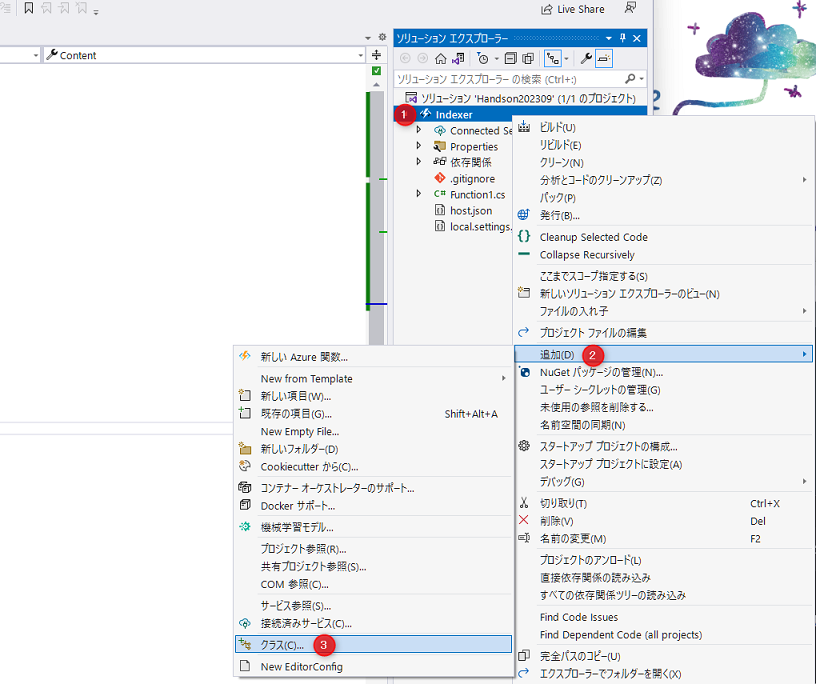 Live Share
Content
ソリューション エクスプローラー
ソリューション エクスプローラー の検索 (Ctrl+:)
ソリューション 'Handson202309' (1/1 のプロジェクト)
1
Indexer
Connected Se
Properties
依存関係
.gitignore
C# Function1.cs
host.json
local.settings.
ビルド(U)
リビルド(E)
クリーン(N)
分析とコードのクリーンアップ(Z)
パック(P)
発行(B)...
Cleanup Selected Code
Collapse Recursively
ここまでスコープ指定する(S)
新しいソリューション エクスプローラーのビュー(N)
ファイルの入れ子
プロジェクト ファイルの編集
追加(D)
2
NuGet パッケージの管理(N)...
ユーザー シークレットの管理(G)
未使用の参照を削除する...
名前空間の同期(N)
スタートアップ プロジェクトの構成...
スタートアップ プロジェクトに設定(A)
デバッグ(G)
切り取り(T) Ctrl+X
削除(V) Del
名前の変更(M) F2
プロジェクトのアンロード(L)
直接依存関係の読み込み
すべての依存関係ツリーの読み込み
Find Code Issues
Find Dependent Code (all projects)
完全パスのコピー(U)
エクスプローラーでフォルダーを開く(X)
新しい Azure 関数...
New from Template
新しい項目(W)...
既存の項目(G)... Shift+Alt+A
New Empty File...
新しいフォルダー(D)
Cookiecutter から(C)...
コンテナー オーケストレーターのサポート...
Docker サポート...
機械学習モデル...
プロジェクト参照(R)...
共有プロジェクト参照(S)...
COM 参照(C)...
サービス参照(S)...
接続済みサービス(C)...
クラス(C)...
3
New EditorConfig